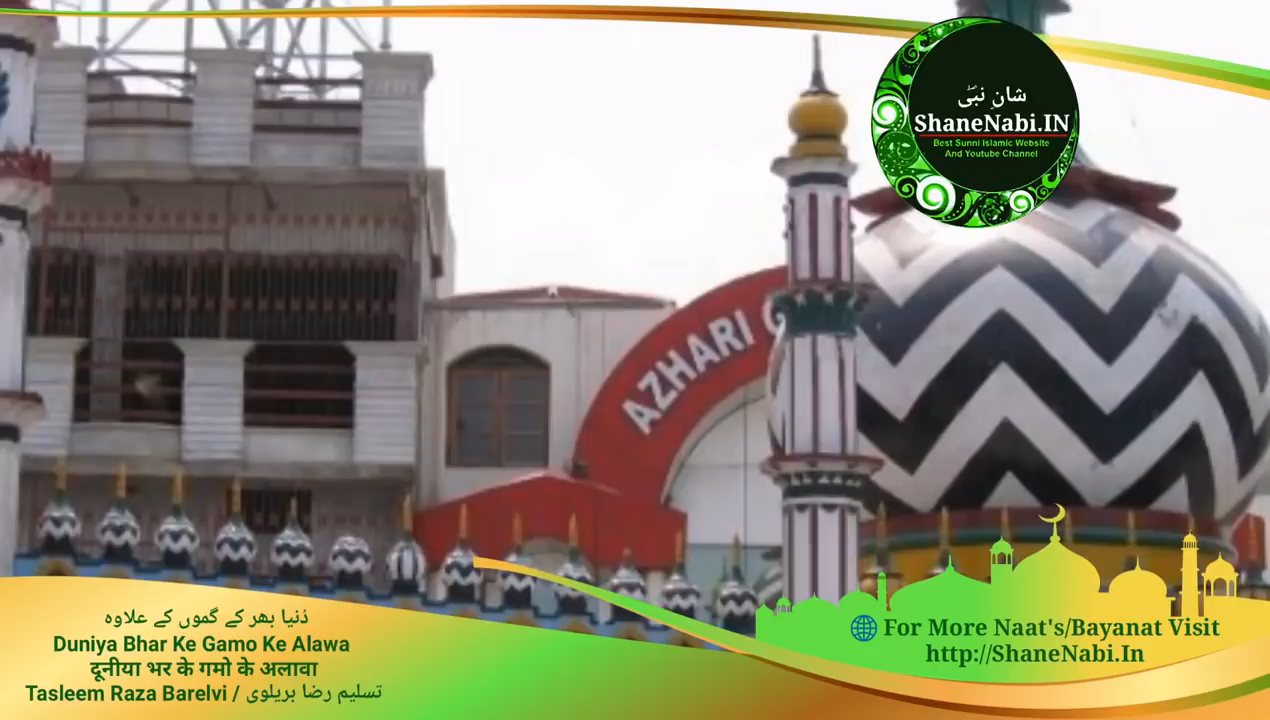 شانِ نبیؐ
ShaneNabi.IN
Best Sunni Islamic Website
And Youtube Channel
AZHARI
دُنیا بھر کے گموں کے علاوہ
Duniya Bhar Ke Gamo Ke Alawa
दूनीया भर के गमो के अलावा
Tasleem Raza Barelvi / تسلیم رضا بریلوی
For More Naat's/Bayanat Visit
http://ShaneNabi.In